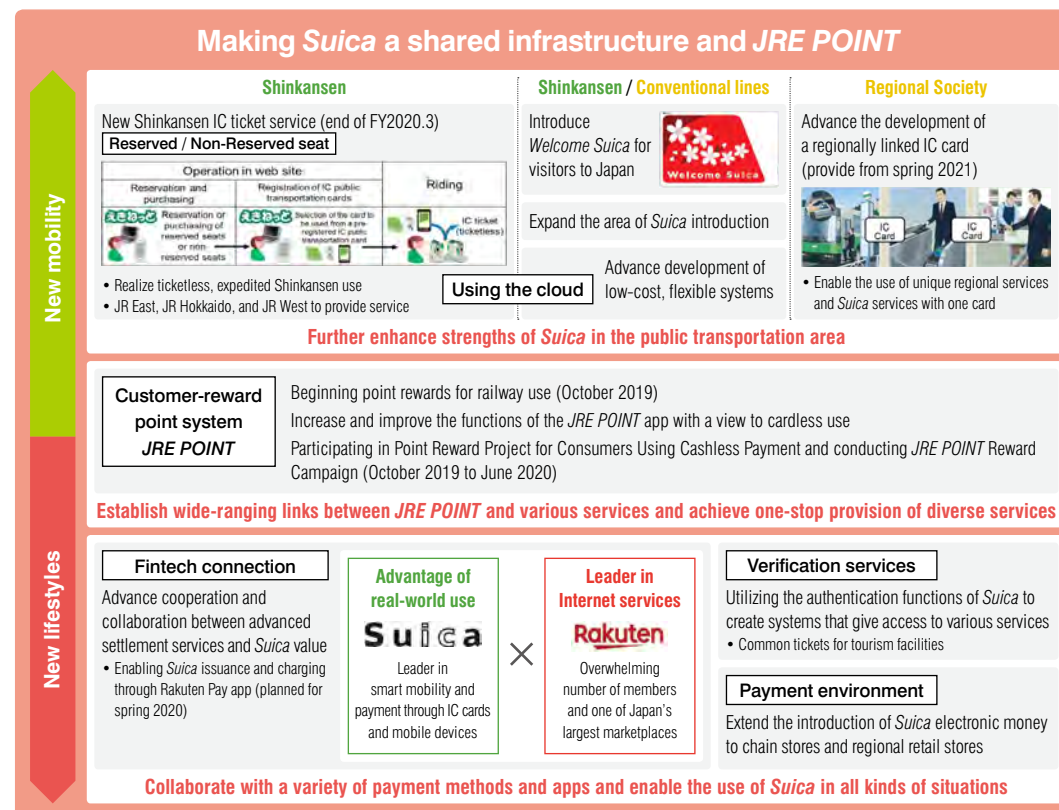 Making Suica a shared infrastructure and JRE POINT
New mobility
New lifestyles
Shinkansen
New Shinkansen IC ticket service (end of FY2020.3)
Reserved / Non-Reserved seat
Operation in web site
Reservation and
purchasing
Registration of IC public
transportation cards
Riding
Reservation or
purchasing of
reserved seats
or non-
reserved seats
Selection of the card to
be used from a pre-
registered IC public
transportation card
IC ticket
(ticketless)
• Realize ticketless, expedited Shinkansen use
• JR East, JR Hokkaido, and JR West to provide service
Shinkansen / Conventional lines
Introduce
Welcome Suica for
visitors to Japan
Welcome Suica
Expand the area of Suica introduction
Using the cloud
Advance development of
low-cost, flexible systems
Regional Society
Advance the development of
a regionally linked IC card
(provide from spring 2021)
IC
Card
IC
Card
• Enable the use of unique regional services
and Suica services with one card
Further enhance strengths of Suica in the public transportation area
Customer-reward
point system
JRE POINT
Beginning point rewards for railway use (October 2019)
Increase and improve the functions of the JRE POINT app with a view to cardless use
Participating in Point Reward Project for Consumers Using Cashless Payment and conducting JRE POINT Reward
Campaign (October 2019 to June 2020)
Establish wide-ranging links between JRE POINT and various services and achieve one-stop provision of diverse services
Fintech connection
Advance cooperation and
collaboration between advanced
settlement services and Suica value
• Enabling Suica issuance and charging
through Rakuten Pay app (planned for
spring 2020)
Advantage of
real-world use
Suica
Leader in
smart mobility and
payment through IC cards
and mobile devices
×
Leader in
Internet services
Rakuten
Overwhelming
number of members
and one of Japan's
largest marketplaces
Verification services
Utilizing the authentication functions of Suica to
create systems that give access to various services
• Common tickets for tourism facilities
Payment environment
Extend the introduction of Suica electronic money
to chain stores and regional retail stores
Collaborate with a variety of payment methods and apps and enable the use of Suica in all kinds of situations